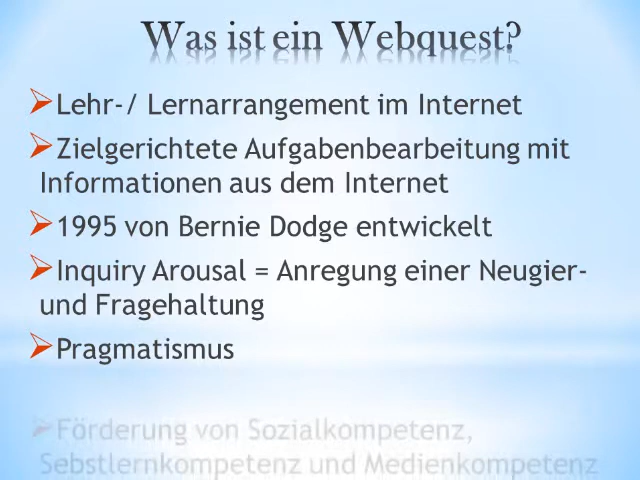 Was ist ein Webquest?
Lehr-/ Lernarrangement im Internet
Zielgerichtete Aufgabenbearbeitung mit
Informationen aus dem Internet
1995 von Bernie Dodge entwickelt
Inquiry Arousal = Anregung einer Neugier-
und Fragehaltung
Pragmatismus
Förderung von Sozialkompetenz,
Sebstlernkompetenz und Medienkompetenz